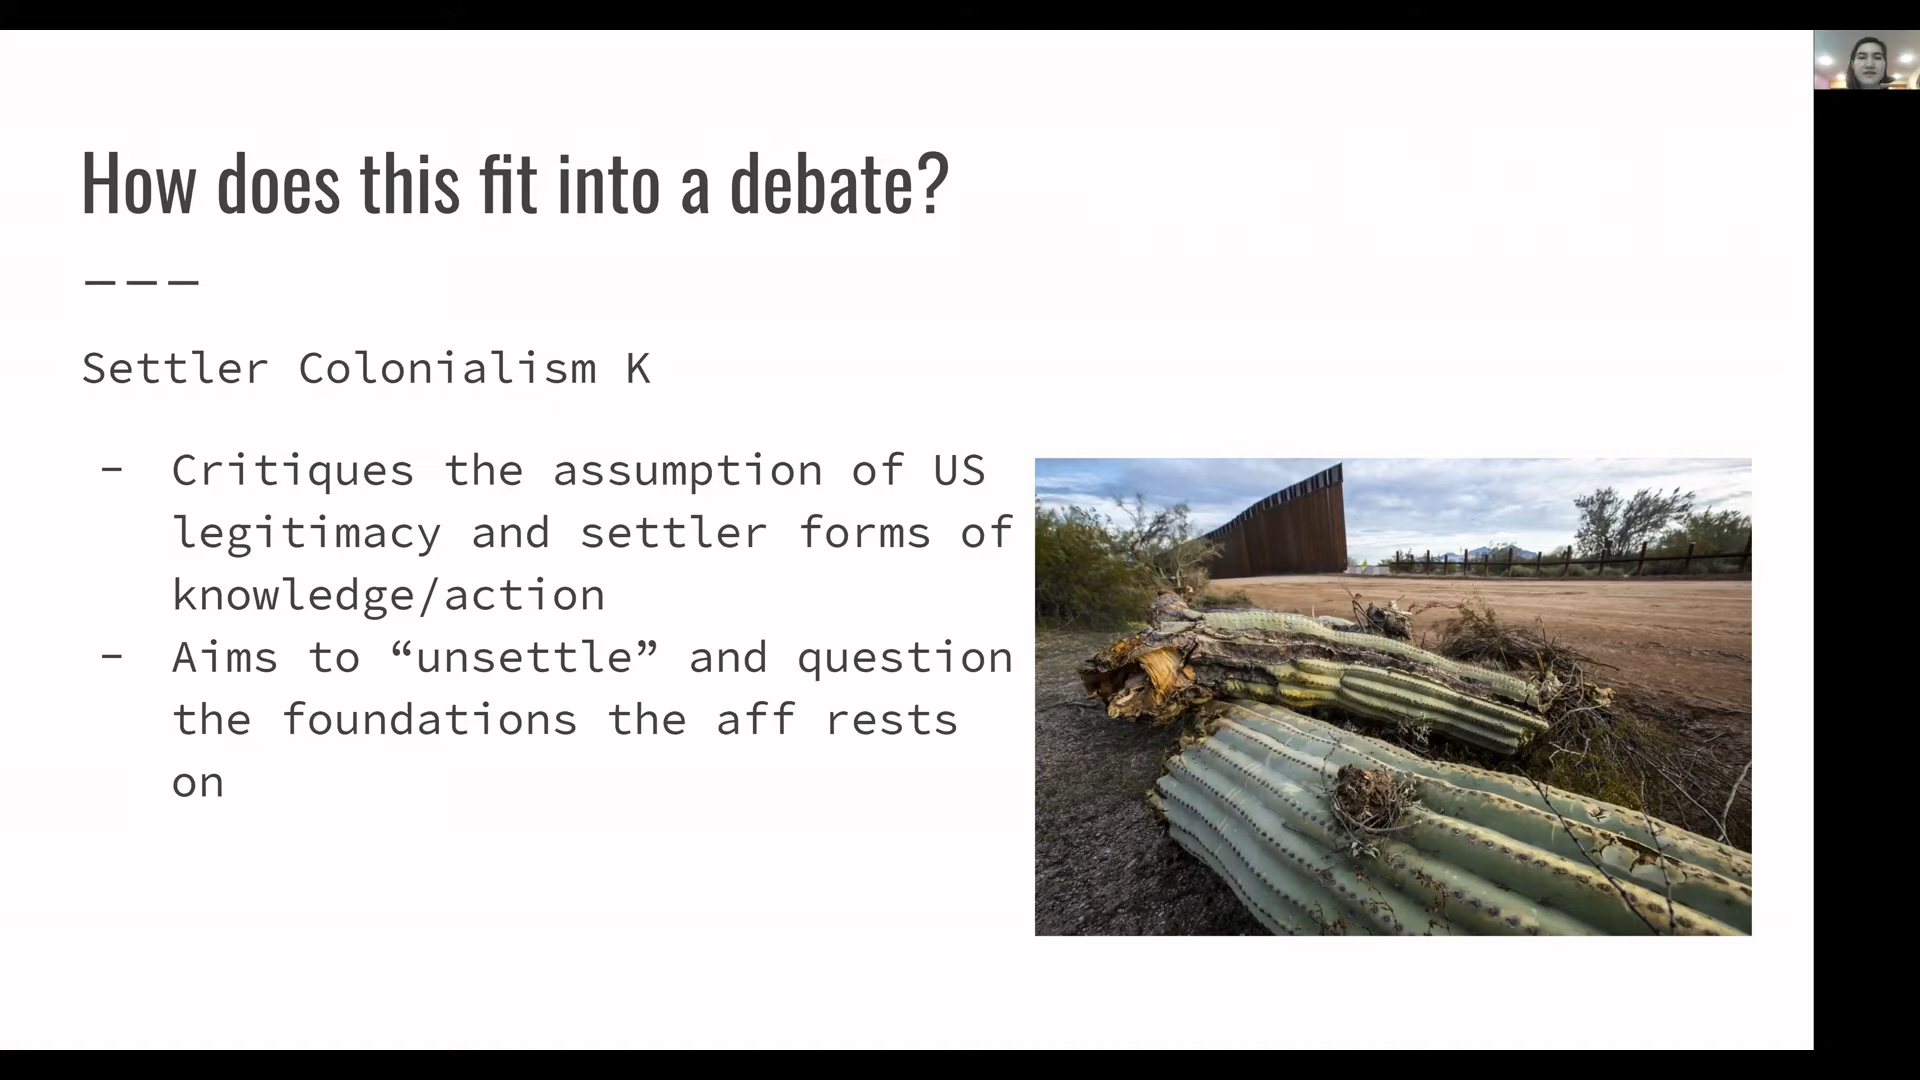 How does this fit into a debate?
Settler Colonialism K
- Critiques the assumption of US
legitimacy and settler forms of
knowledge/action
- Aims to “unsettle” and question
the foundations the aff rests
on